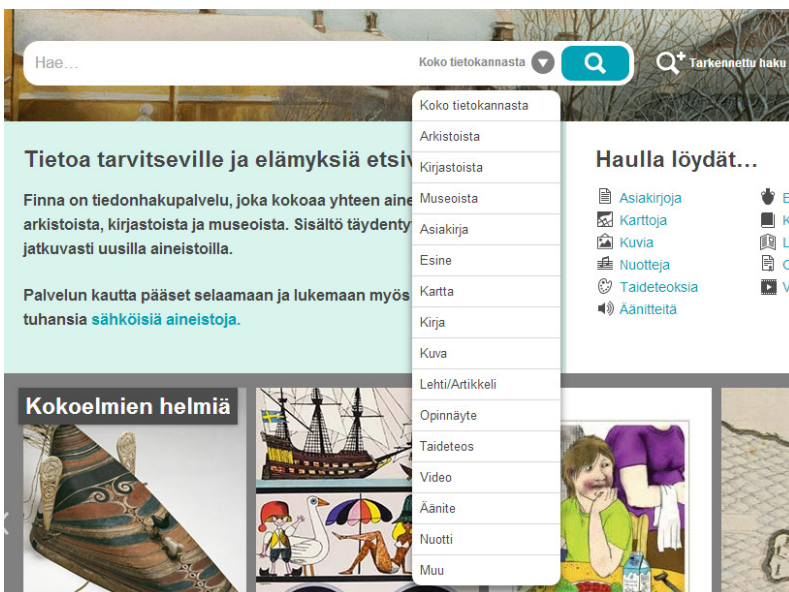 Hae...
Koko tietokannasta
Tarkennettu haku
Koko tietokannasta
Arkistoista
Kirjastoista
Museoista
Asiakirja
Esine
Kartta
Kirja
Kuva
Lehti/Artikkeli
Opinnäyte
Taideteos
Video
Äänite
Nuotti
Muu
Tietoa tarvitseville ja elämyksiä
Finna on tiedonhakupalvelu, joka kokoaa yhteen
arkistoista, kirjastoista ja museoista. Sisältö
jatkuvasti uusilla aineistoilla.
Palvelun kautta pääset selaamaan ja lukemaan myös
tuhansia sähköisiä aineistoja.
Haulla löydät...
Asiakirjoja
Karttoja
Kuvia
Nuotteja
Taideteoksia
Äänitteitä
Kokoelmien helmiä